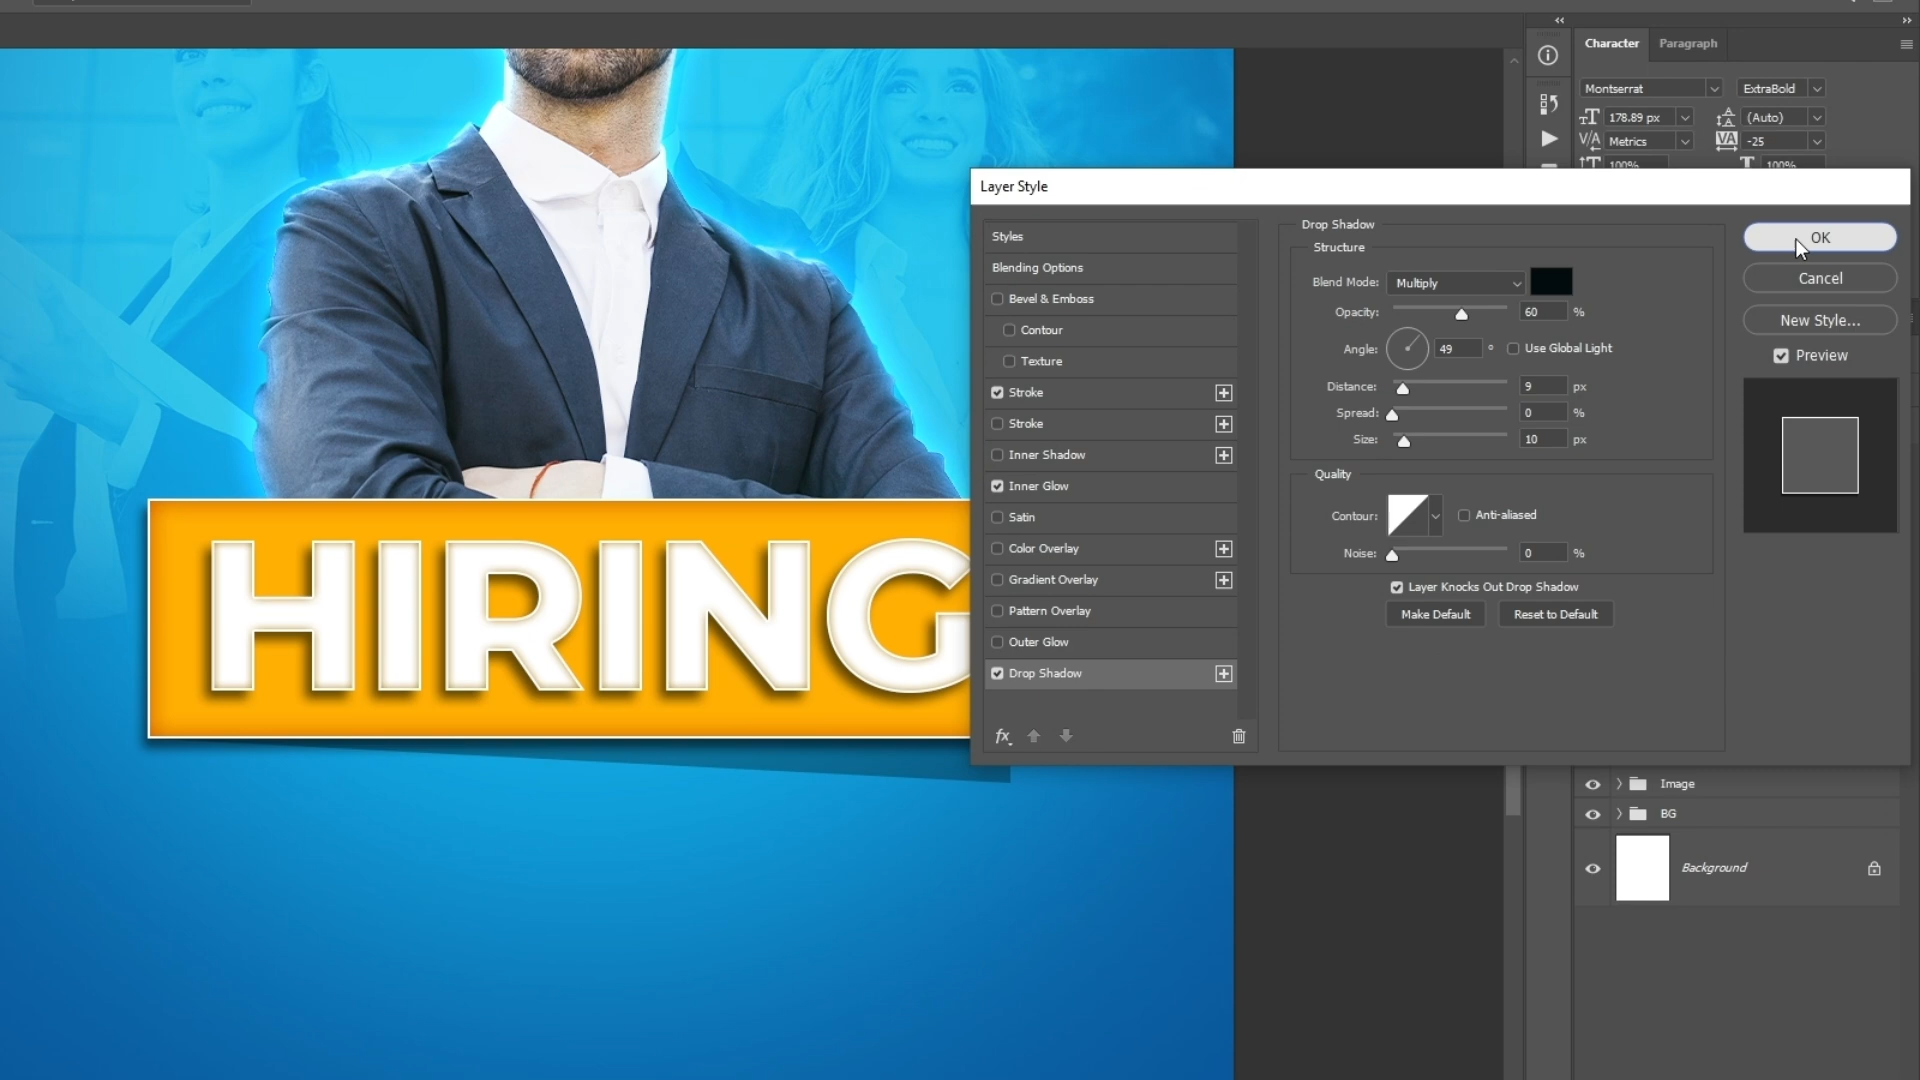 Character
Paragraph
Montserrat
ExtraBold
178.89 px
(Auto)
Metrics
-25
100%
100%
Layer Style
Styles
Blending Options
Bevel & Emboss
Contour
Texture
Stroke
Stroke
Inner Shadow
Inner Glow
Satin
Color Overlay
Gradient Overlay
Pattern Overlay
Outer Glow
Drop Shadow
fx
Drop Shadow
Structure
Blend Mode: Multiply
Opacity: 60 %
Angle: 49 ° Use Global Light
Distance: 9 px
Spread: 0 %
Size: 10 px
Quality
Contour: Anti-aliased
Noise: 0 %
Layer Knocks Out Drop Shadow
Make Default
Reset to Default
OK
Cancel
New Style...
Preview
HIRING
Image
BG
Background